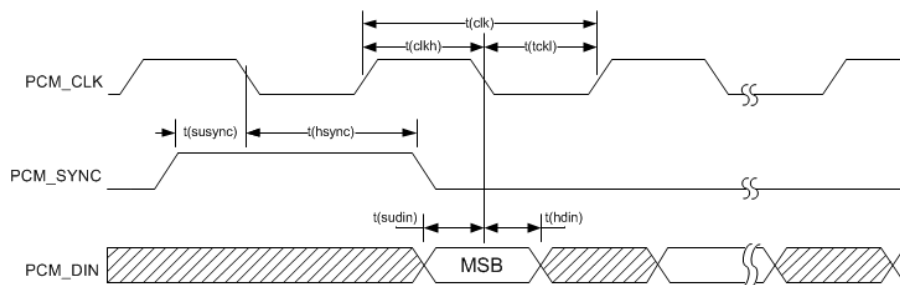 t(clk)
t(clkh)
t(tckl)
PCM_CLK
t(susync)
t(hsync)
PCM_SYNC
t(sudin)
t(hdin)
PCM_DIN
MSB